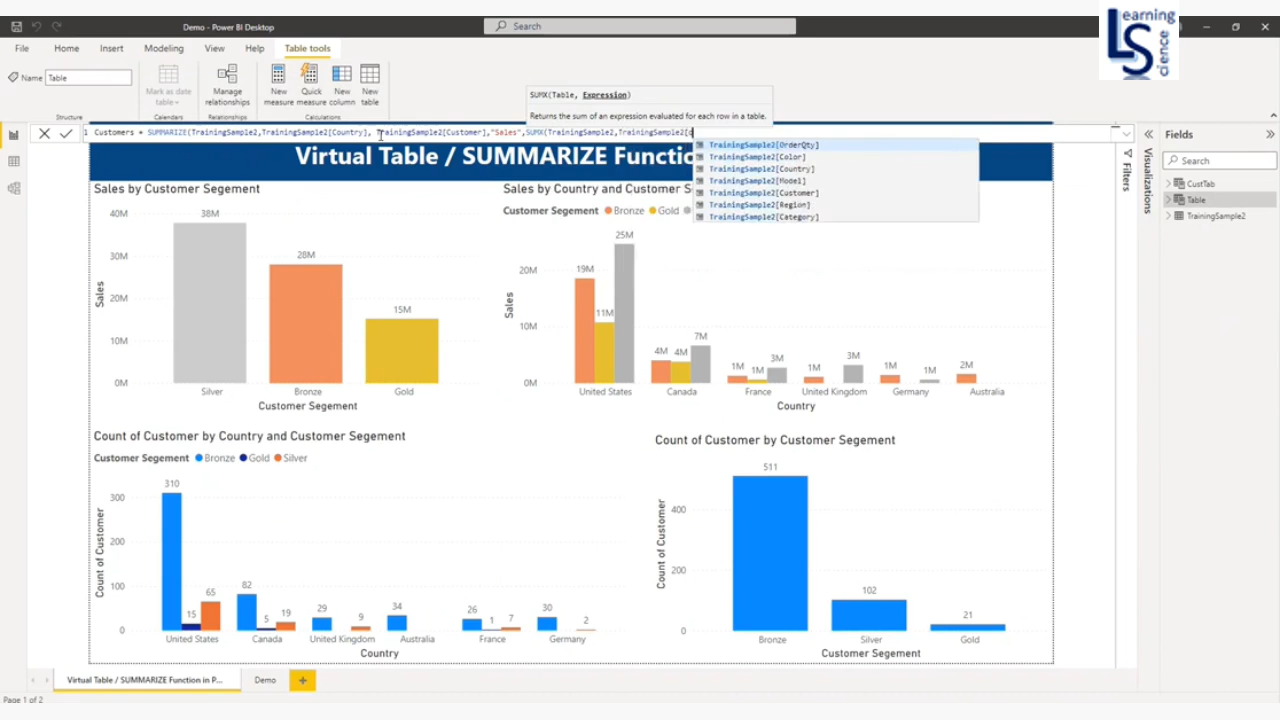 Learning
Science
Demo - Power BI Desktop
Search
File Home Insert Modeling View Help Table tools
Name Table
Mark as date table
Manage relationships
New measure
Quick measure
New column
New table
Structure
Calendars
Relationships
Calculations
SUMX(Table, Expression)
Returns the sum of an expression evaluated for each row in a table.
1 Customers = SUMMARIZE(TrainingSample2,TrainingSample2[Country], TrainingSample2[Customer],"Sales",SUMX(TrainingSample2,TrainingSample2[o
TrainingSample2[OrderQty]
TrainingSample2[Color]
TrainingSample2[Country]
TrainingSample2[Model]
TrainingSample2[Customer]
TrainingSample2[Region]
TrainingSample2[Category]
Virtual Table / SUMMARIZE Functio
Sales by Customer Segement
40M
30M
20M
10M
0M
Sales
38M
28M
15M
Silver Bronze Gold
Customer Segement
Sales by Country and Customer S
Customer Segement Bronze Gold
20M
10M
0M
Sales
19M 11M 25M
4M 4M 7M
1M 1M 3M
1M 3M
1M 1M
2M
United States Canada France United Kingdom Germany Australia
Country
Count of Customer by Country and Customer Segement
Customer Segement Bronze Gold Silver
300
200
100
0
Count of Customer
310 15 65
82 5 19
29 9
34
26 1 7
30 2
United States Canada United Kingdom Australia France Germany
Country
Count of Customer by Customer Segement
400
200
0
Count of Customer
511
102
21
Bronze Silver Gold
Customer Segement
Filters
Visualizations
Fields
Search
CustTab
Table
TrainingSample2
Virtual Table / SUMMARIZE Function in P...
Demo
Page 1 of 2